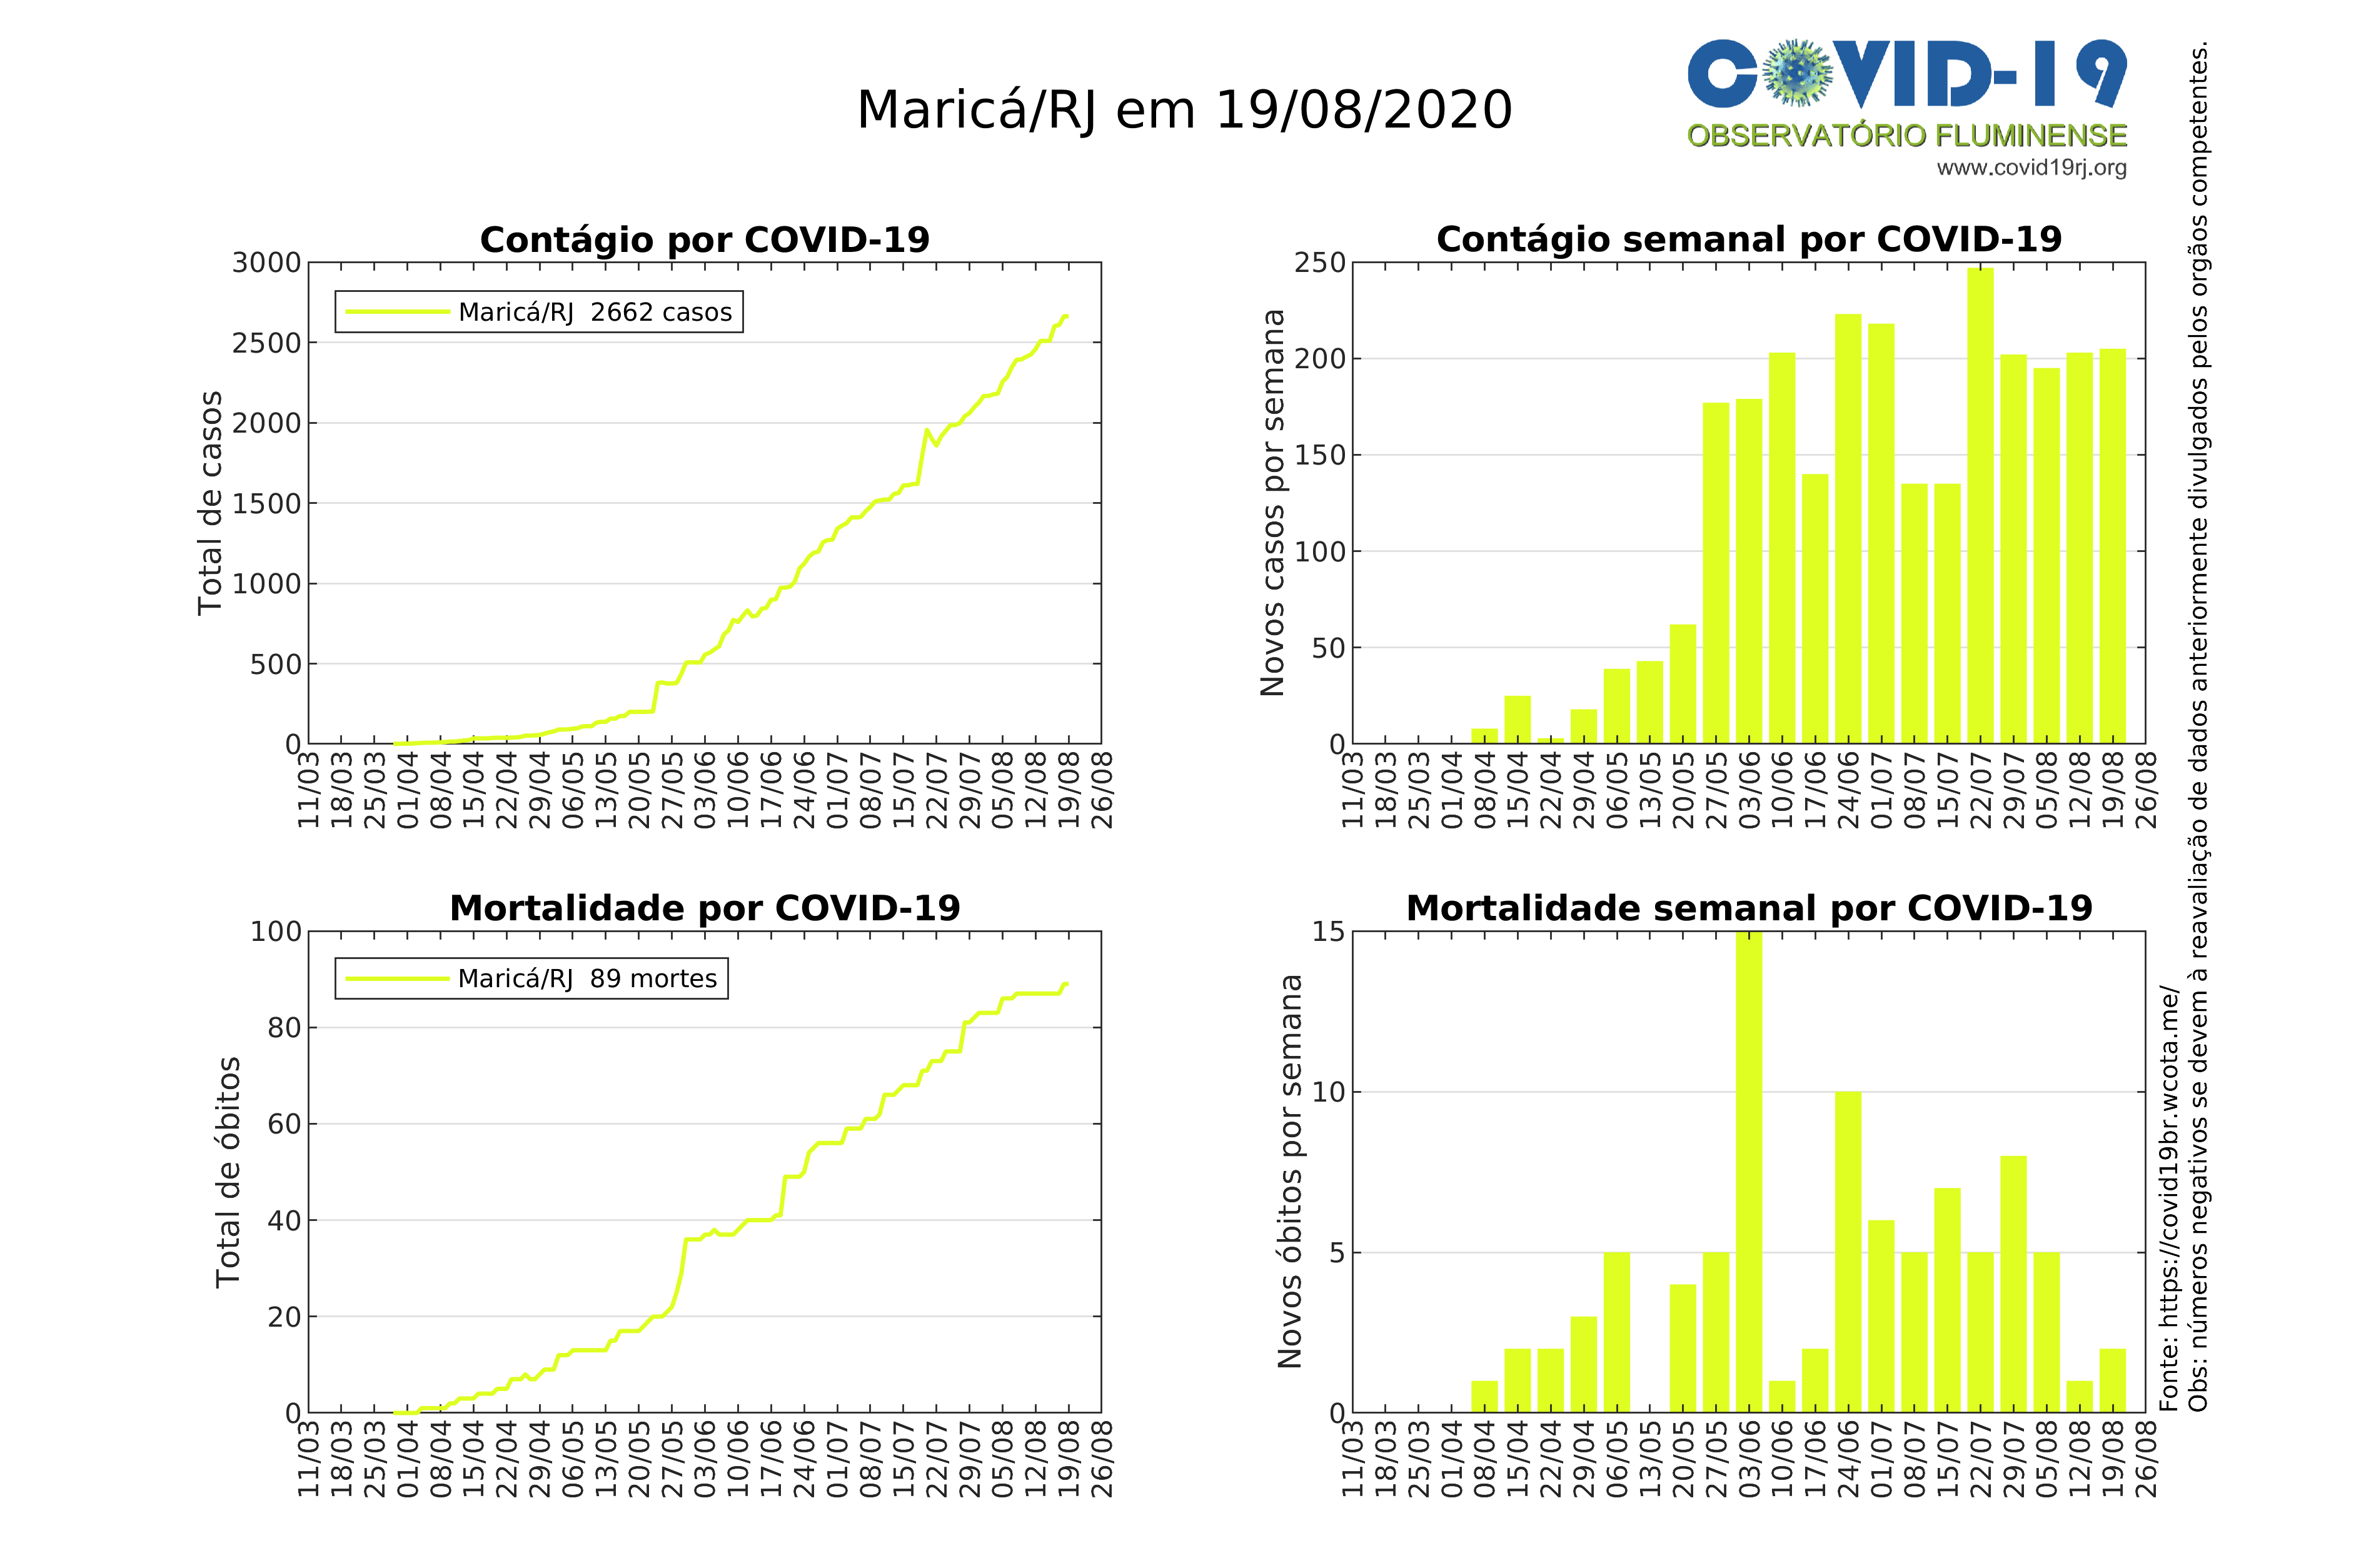 Maricá/RJ em 19/08/2020
COVID-19
OBSERVATÓRIO FLUMINENSE
www.covid19rj.org
Contágio por COVID-19
Total de casos
3000
2500
2000
1500
1000
500
0
Maricá/RJ 2662 casos
11/03 18/03 25/03 01/04 08/04 15/04 22/04 29/04 06/05 13/05 20/05 27/05 03/06 10/06 17/06 24/06 01/07 08/07 15/07 22/07 29/07 05/08 12/08 19/08 26/08
Contágio semanal por COVID-19
Novos casos por semana
250
200
150
100
50
0
11/03 18/03 25/03 01/04 08/04 15/04 22/04 29/04 06/05 13/05 20/05 27/05 03/06 10/06 17/06 24/06 01/07 08/07 15/07 22/07 29/07 05/08 12/08 19/08 26/08
Mortalidade por COVID-19
Total de óbitos
100
80
60
40
20
0
Maricá/RJ 89 mortes
11/03 18/03 25/03 01/04 08/04 15/04 22/04 29/04 06/05 13/05 20/05 27/05 03/06 10/06 17/06 24/06 01/07 08/07 15/07 22/07 29/07 05/08 12/08 19/08 26/08
Mortalidade semanal por COVID-19
Novos óbitos por semana
15
10
5
0
11/03 18/03 25/03 01/04 08/04 15/04 22/04 29/04 06/05 13/05 20/05 27/05 03/06 10/06 17/06 24/06 01/07 08/07 15/07 22/07 29/07 05/08 12/08 19/08 26/08
Fonte: https://covid19br.wcota.me/
Obs: números negativos se devem à reavaliação de dados anteriormente divulgados pelos orgãos competentes.